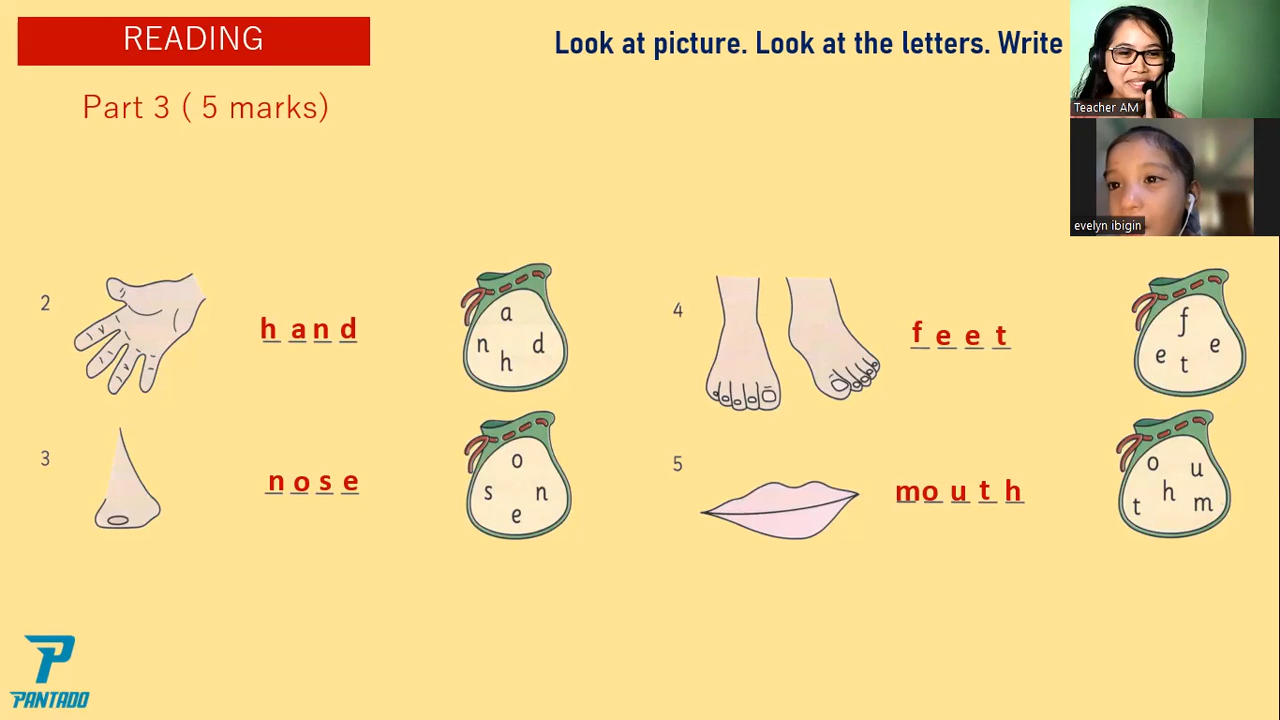 READING
Look at picture. Look at the letters. Write
Part 3 ( 5 marks)
Teacher AM
evelyn ibigin
2
h a n d
a
n d
h
3
n o s e
o
s n
e
4
f e e t
f
e e
t
5
m o u t h
o u
h
t m
PANTADO